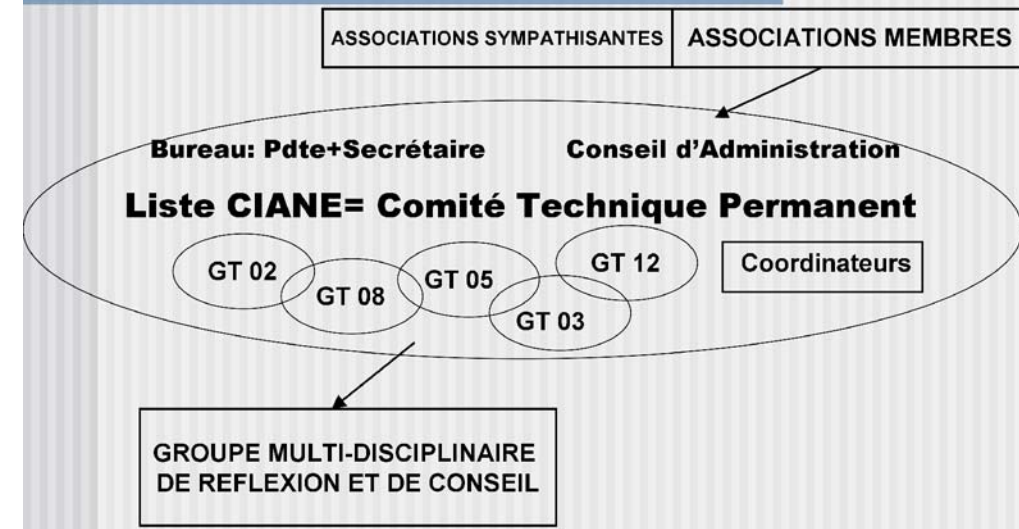 ASSOCIATIONS SYMPATHISANTES
ASSOCIATIONS MEMBRES
Bureau: Pdte+Secrétaire
Conseil d'Administration
Liste CIANE= Comité Technique Permanent
GT 02
GT 08
GT 05
GT 03
GT 12
Coordinateurs
GROUPE MULTI-DISCIPLINAIRE
DE REFLEXION ET DE CONSEIL